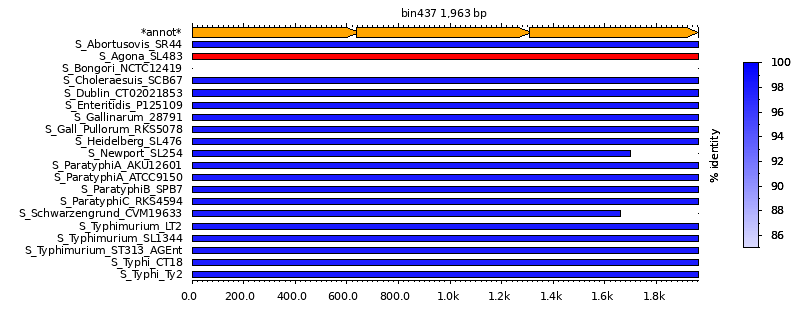 bin437 1,963 bp
*annot*
S_Abortusovis_SR44
S_Agona_SL483
S_Bongori_NCTC12419
S_Choleraesuis_SCB67
S_Dublin_CT02021853
S_Enteritidis_P125109
S_Gallinarum_28791
S_Gall_Pullorum_RKS5078
S_Heidelberg_SL476
S_Newport_SL254
S_ParatyphiA_AKU12601
S_ParatyphiA_ATCC9150
S_ParatyphiB_SPB7
S_ParatyphiC_RKS4594
S_Schwarzengrund_CVM19633
S_Typhimurium_LT2
S_Typhimurium_SL1344
S_Typhimurium_ST313_AGEnt
S_Typhi_CT18
S_Typhi_Ty2
0.0 200.0 400.0 600.0 800.0 1.0k 1.2k 1.4k 1.6k 1.8k
% identity
100
98
96
94
92
90
88
86